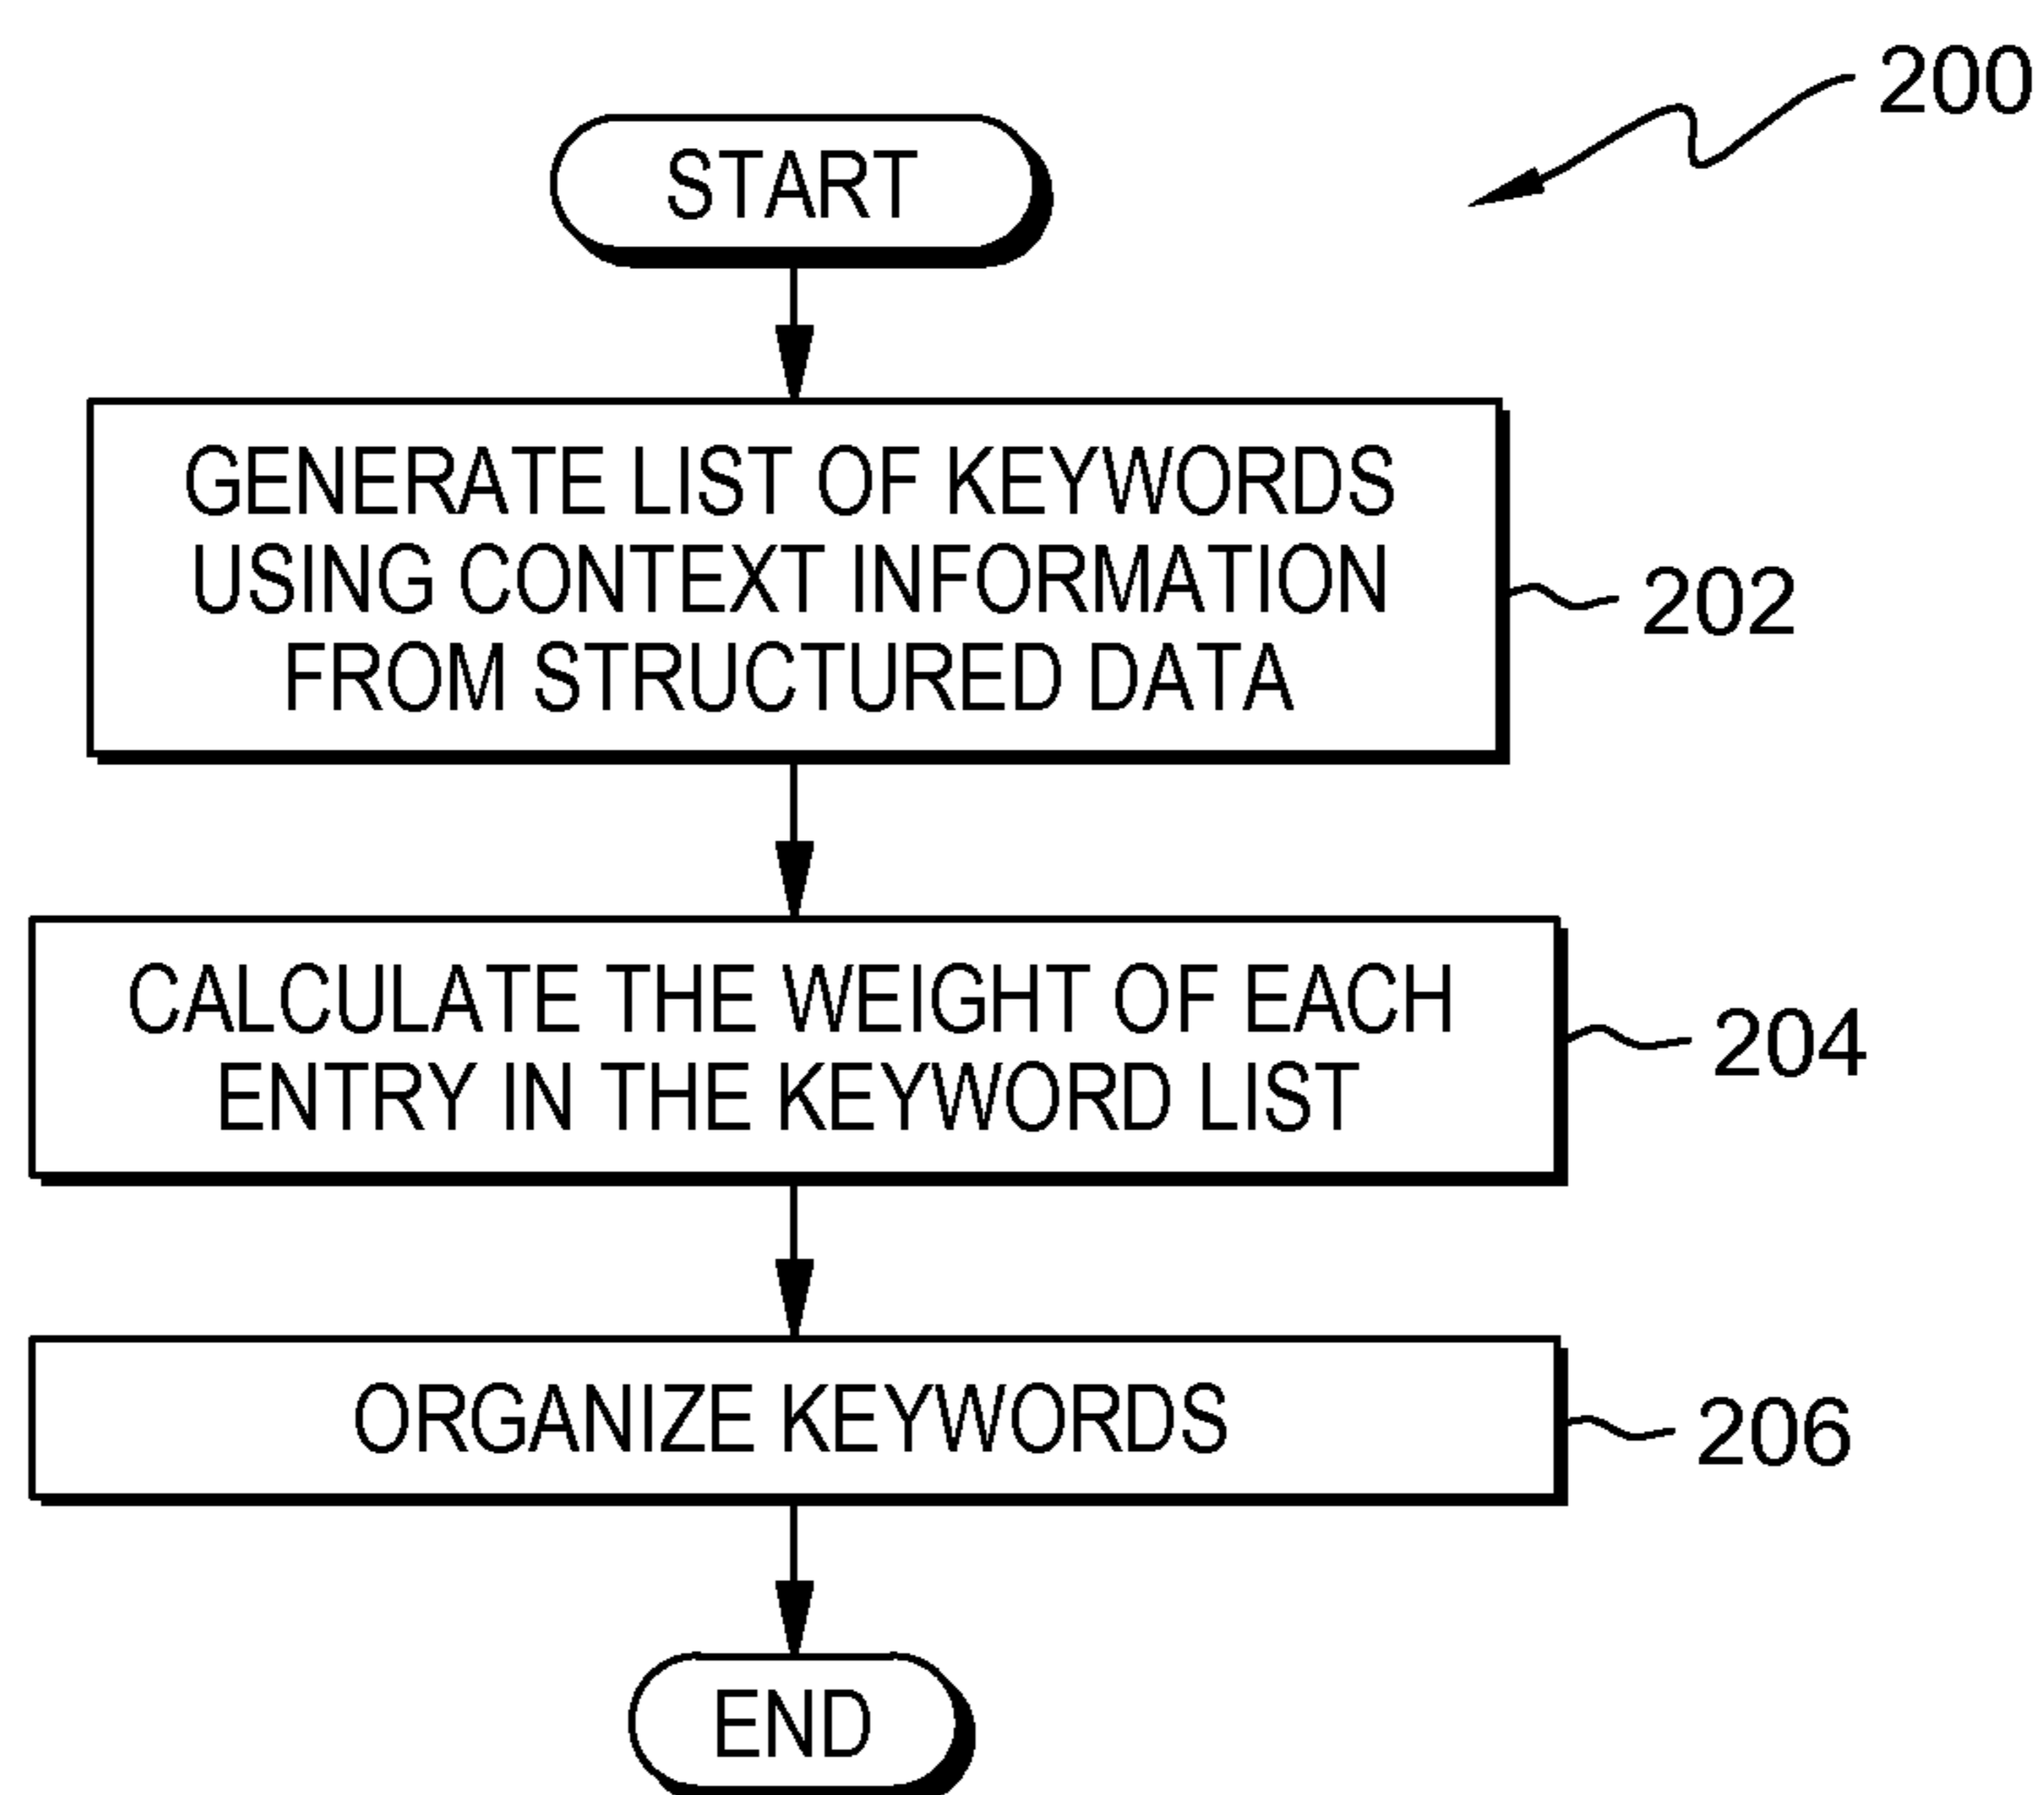 200
START
GENERATE LIST OF KEYWORDS
USING CONTEXT INFORMATION
FROM STRUCTURED DATA
202
CALCULATE THE WEIGHT OF EACH
ENTRY IN THE KEYWORD LIST
204
ORGANIZE KEYWORDS
206
END